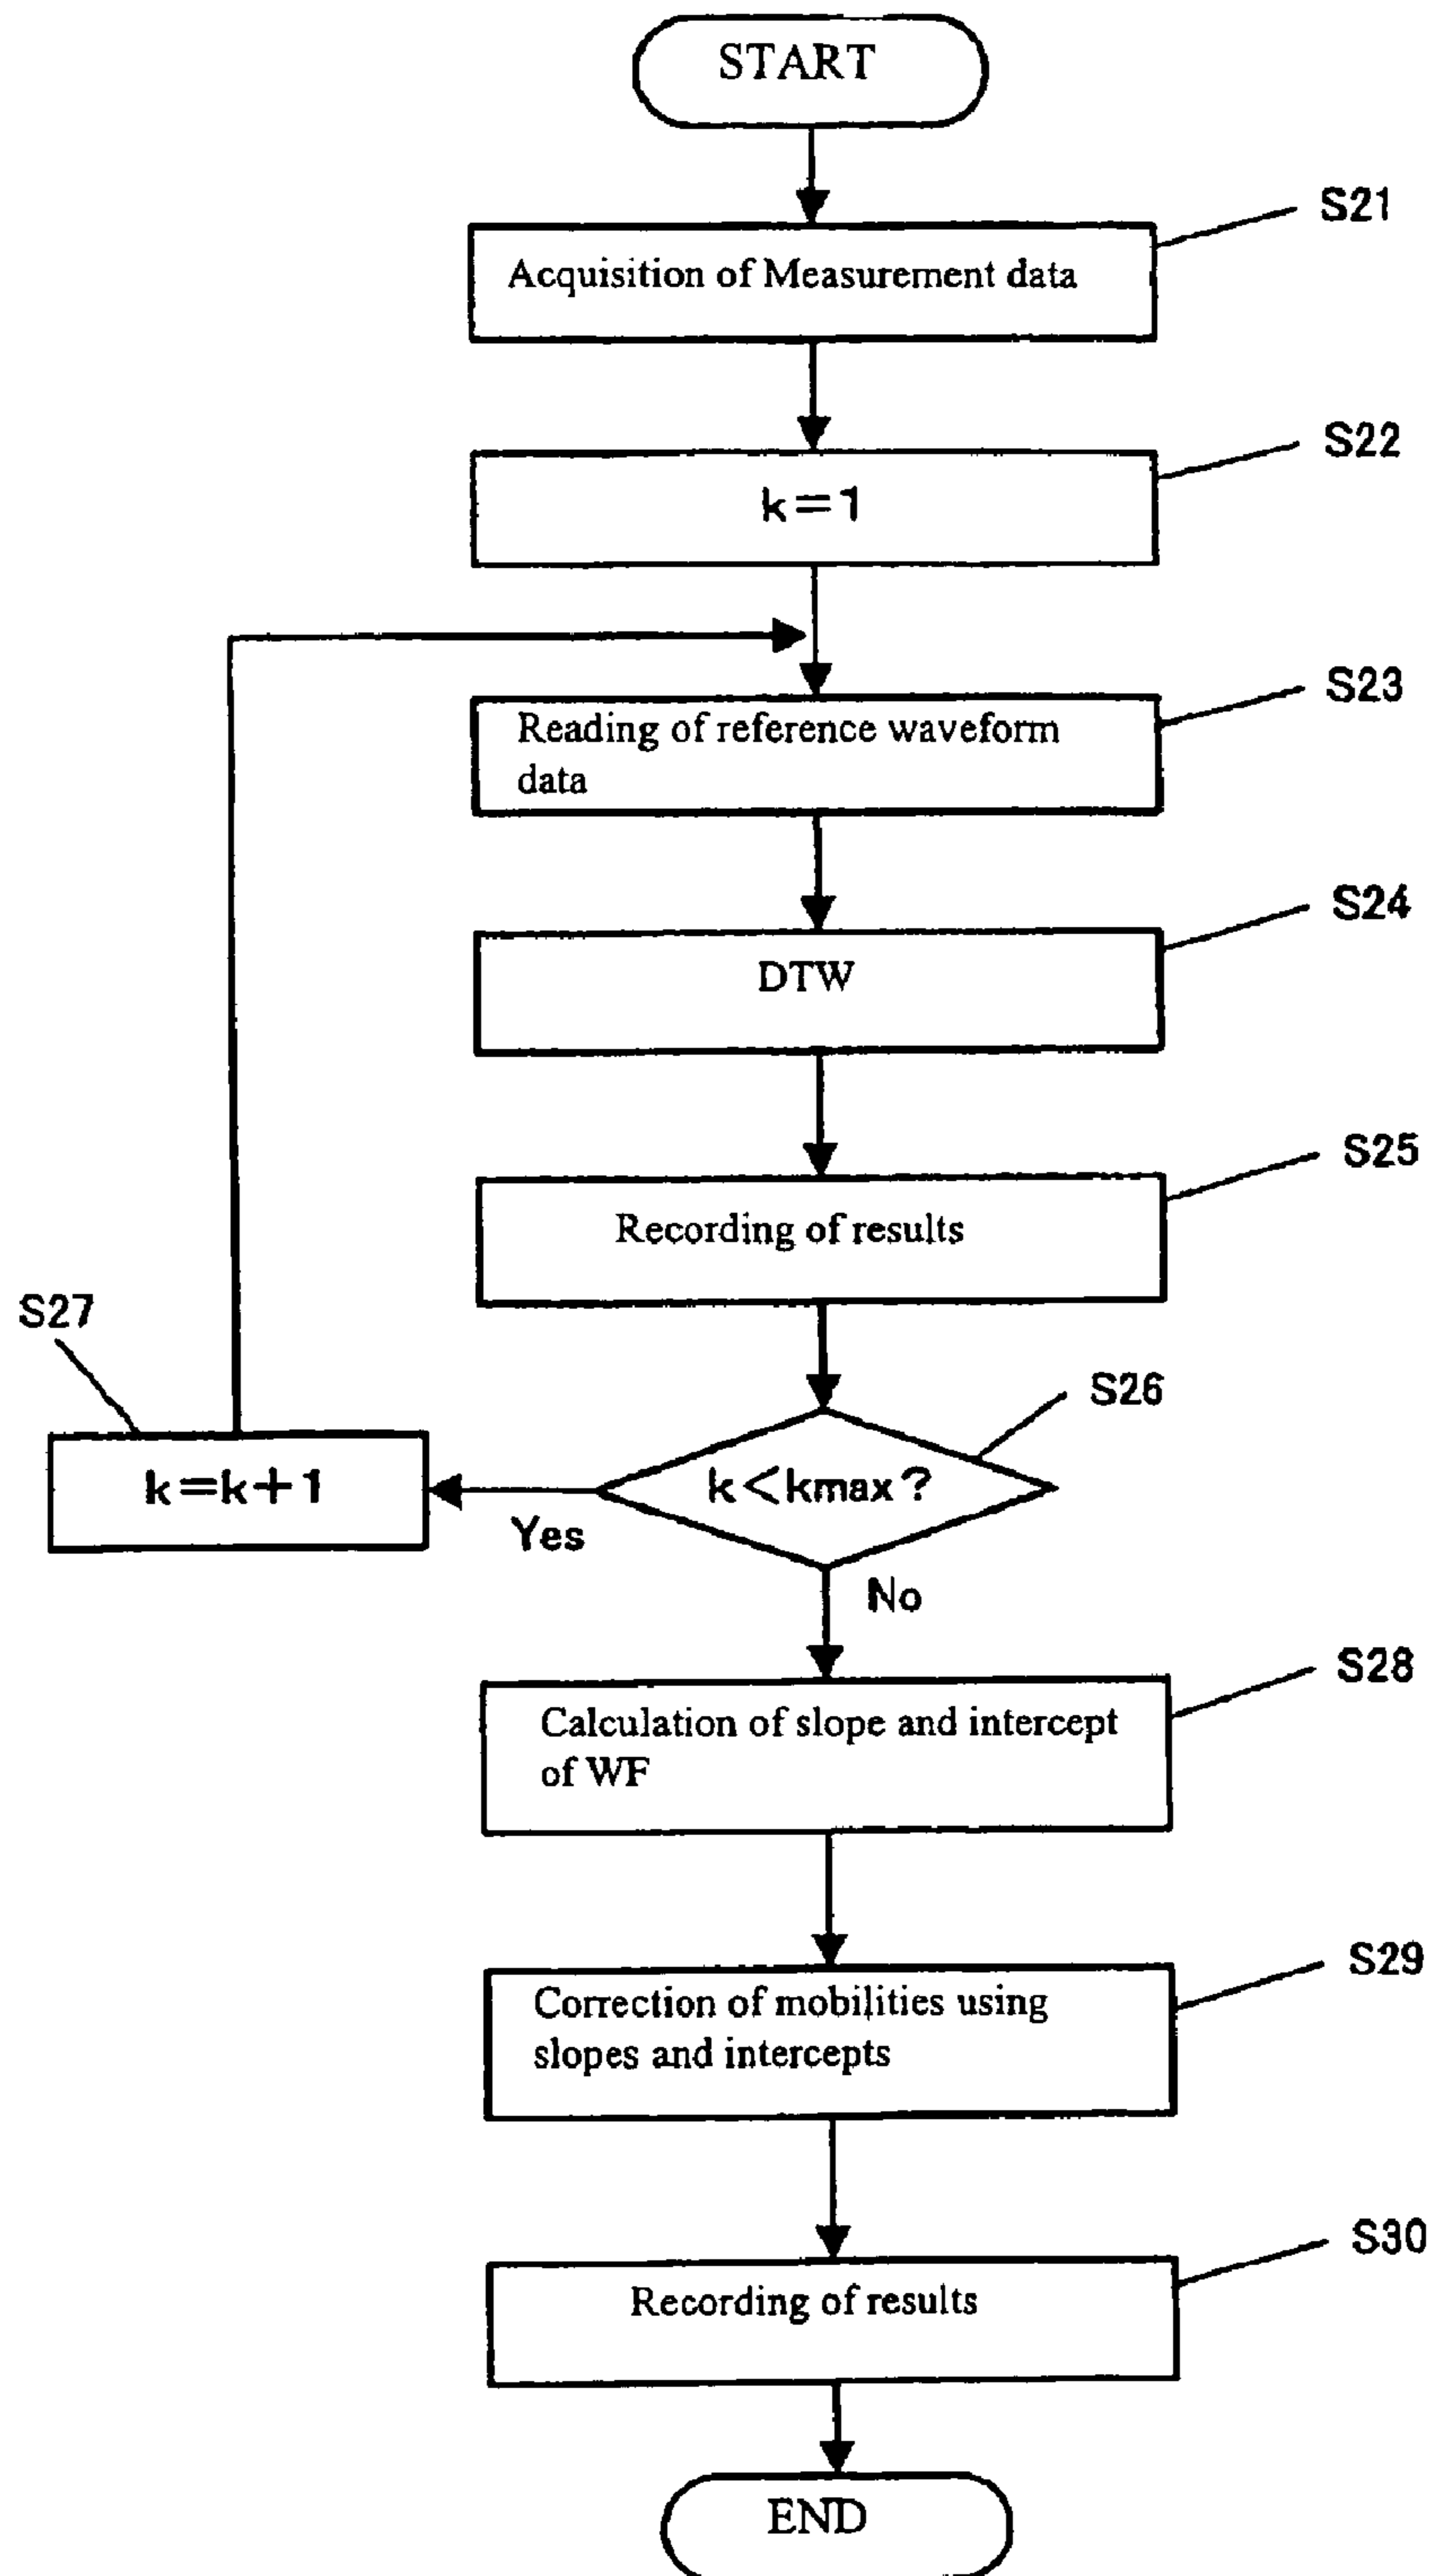 START
S21
Acquisition of Measurement data
S22
k=1
S23
Reading of reference waveform
data
S24
DTW
S25
Recording of results
S27
S26
k=k+1
k<kmax?
Yes
No
S28
Calculation of slope and intercept
of WF
S29
Correction of mobilities using
slopes and intercepts
S30
Recording of results
END